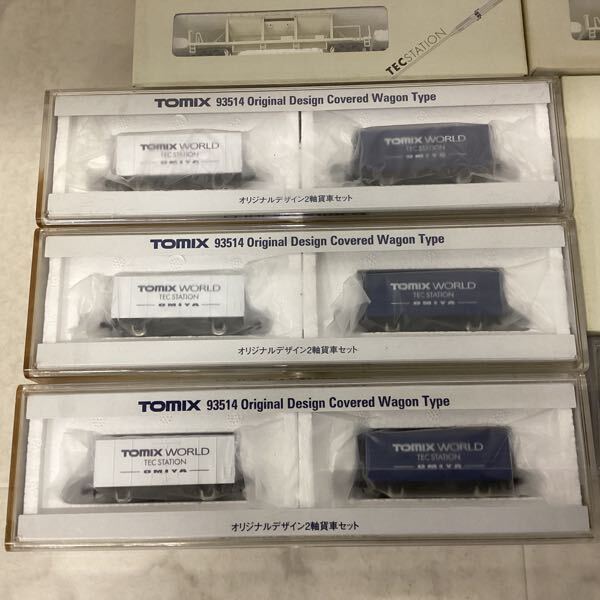 TECSTATION
TOMIX 93514 Original Design Covered Wagon Type
TOMIX WORLD
TEC STATION
OMIYA
TOMIX WORLD
TEC STATION
OMIYA
オリジナルデザイン2軸貨車セット
TOMIX 93514 Original Design Covered Wagon Type
TOMIX WORLD
TEC STATION
OMIYA
TOMIX WORLD
TEC STATION
OMIYA
オリジナルデザイン2軸貨車セット
TOMIX 93514 Original Design Covered Wagon Type
TOMIX WORLD
TEC STATION
OMIYA
TOMIX WORLD
TEC STATION
OMIYA
オリジナルデザイン2軸貨車セット